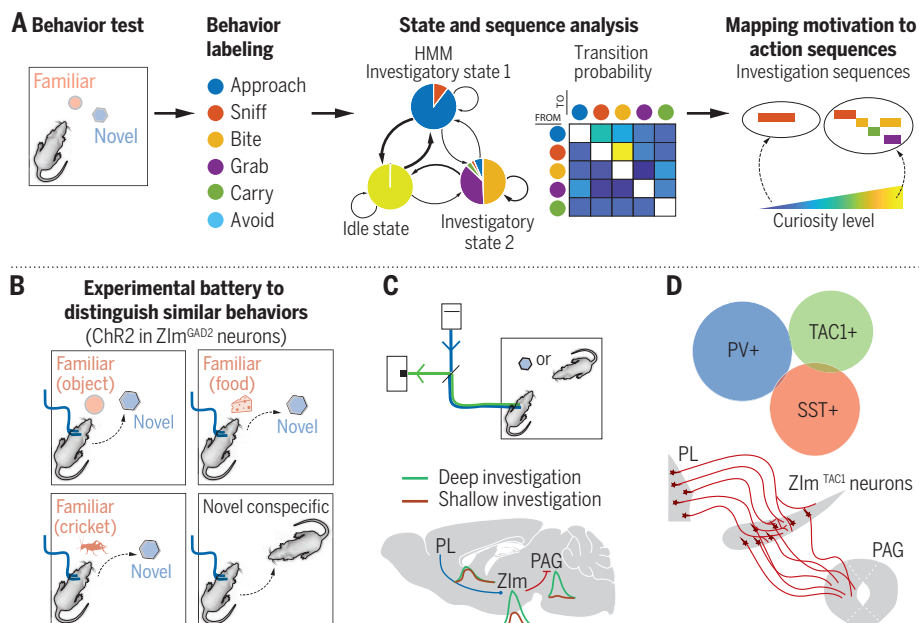 A Behavior test
Familiar
Novel
Behavior
labeling
Approach
Sniff
Bite
Grab
Carry
Avoid
State and sequence analysis
HMM
Investigatory state 1
Idle state
Investigatory
state 2
Transition
probability
TO
FROM
Mapping motivation to
action sequences
Investigation sequences
Curiosity level
B Experimental battery to
distinguish similar behaviors
(ChR2 in ZIm^GAD2 neurons)
Familiar
(object)
Novel
Familiar
(food)
Novel
Familiar
(cricket)
Novel
Novel conspecific
C
or
Deep investigation
Shallow investigation
PL
ZIm
PAG
D
PV+
TAC1+
SST+
PL
ZIm TAC1 neurons
PAG